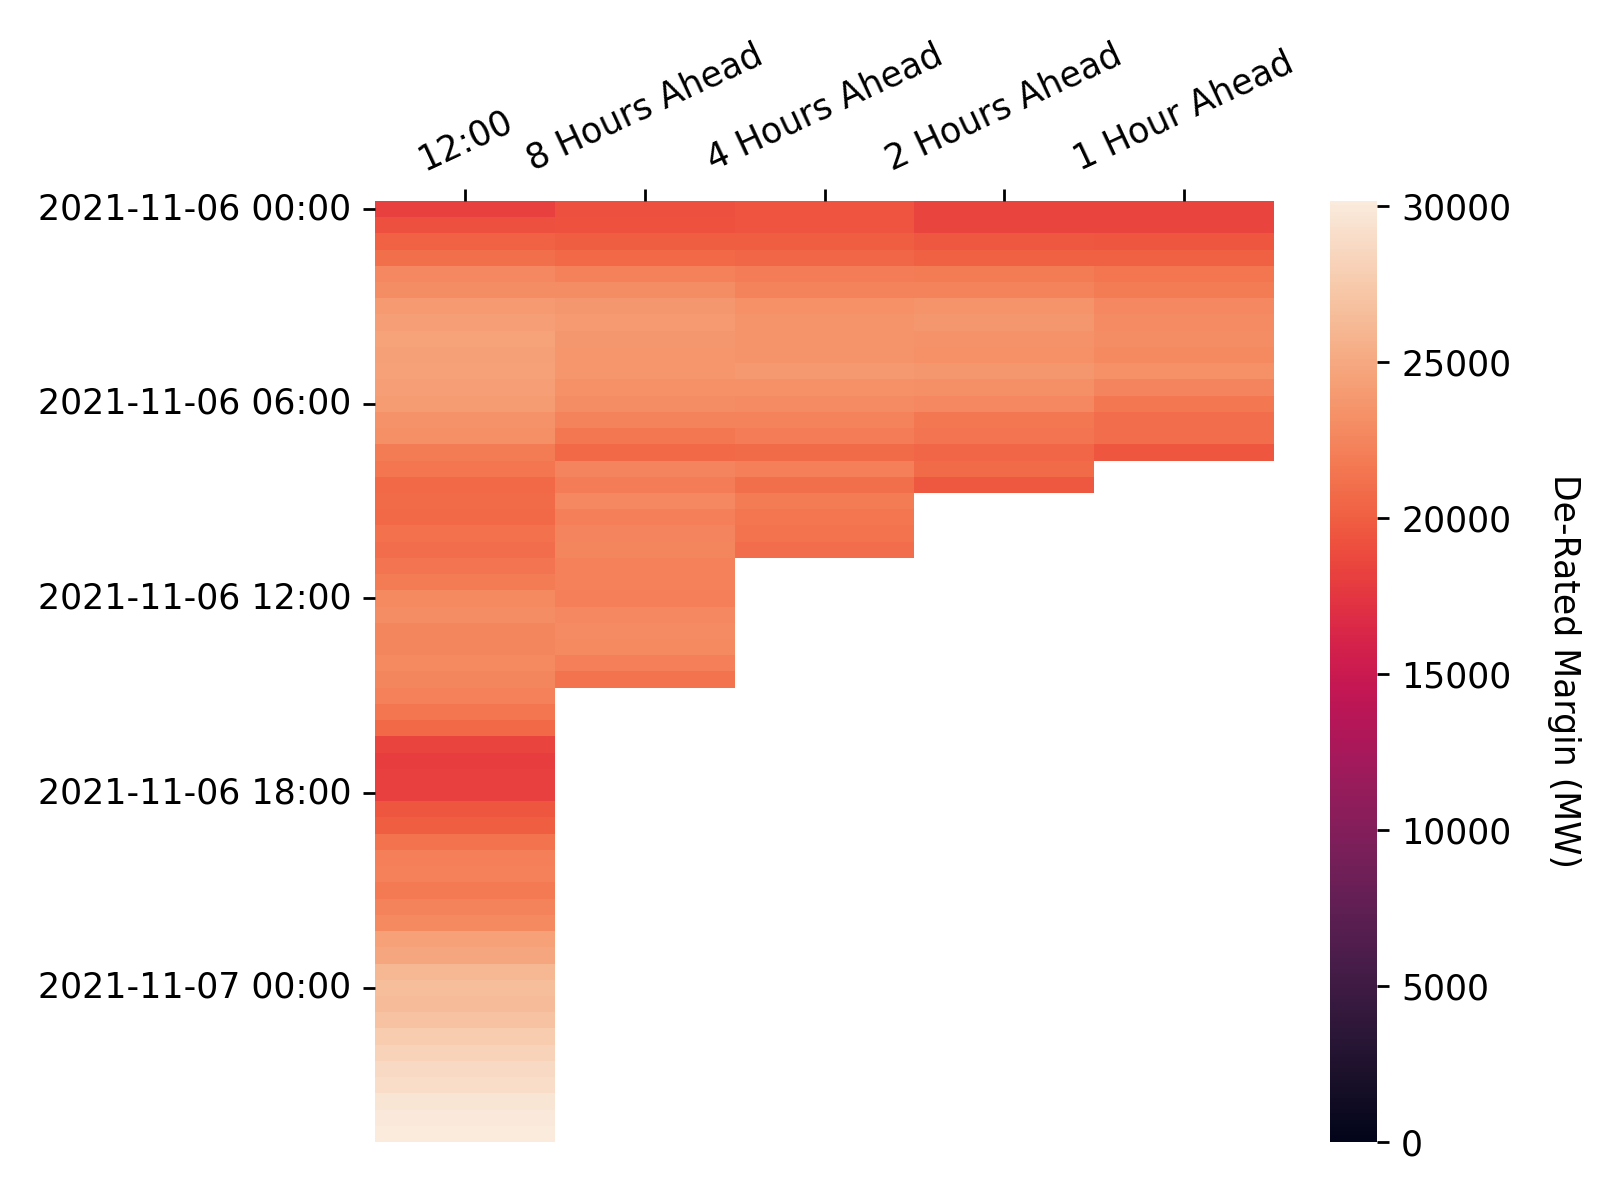 12:00
8 Hours Ahead
4 Hours Ahead
2 Hours Ahead
1 Hour Ahead
2021-11-06 00:00
2021-11-06 06:00
2021-11-06 12:00
2021-11-06 18:00
2021-11-07 00:00
30000
25000
20000
15000
10000
5000
0
De-Rated Margin (MW)